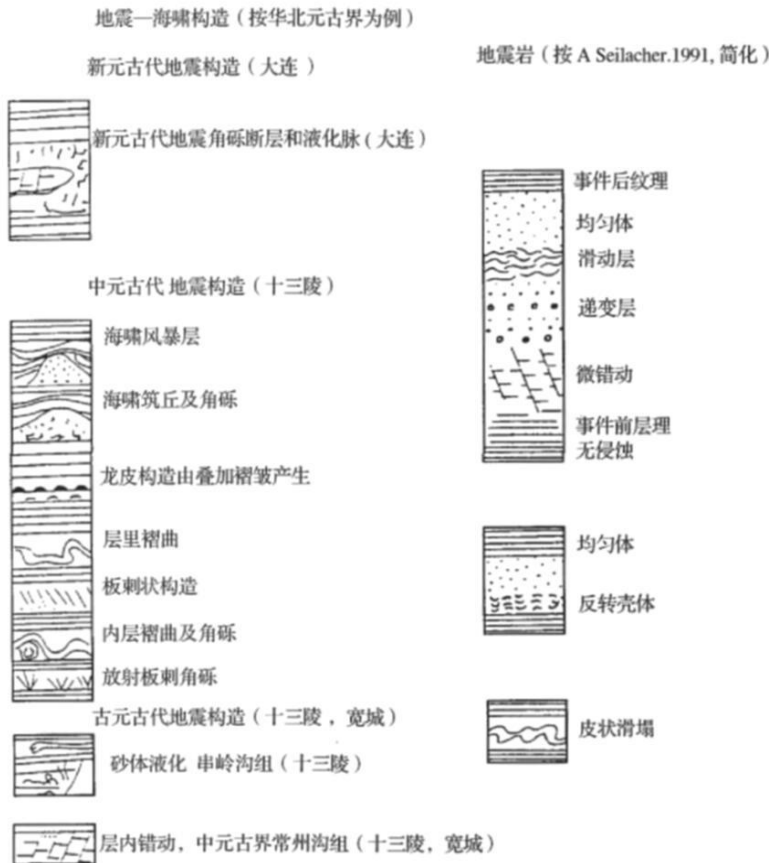 地震—海啸构造（按华北元古界为例）
新元古代地震构造（大连）
新元古代地震角砾断层和液化脉（大连）
中元古代 地震构造（十三陵）
海啸风暴层
海啸筑丘及角砾
龙皮构造由叠加褶皱产生
层里褶曲
板刺状构造
内层褶曲及角砾
放射板刺角砾
古元古代地震构造（十三陵，宽城）
砂体液化 串岭沟组（十三陵）
层内错动，中元古界常州沟组（十三陵，宽城）
地震岩（按 A Seilacher.1991, 简化）
事件后纹理
均匀体
滑动层
递变层
微错动
事件前层理
无侵蚀
均匀体
反转壳体
皮状滑塌